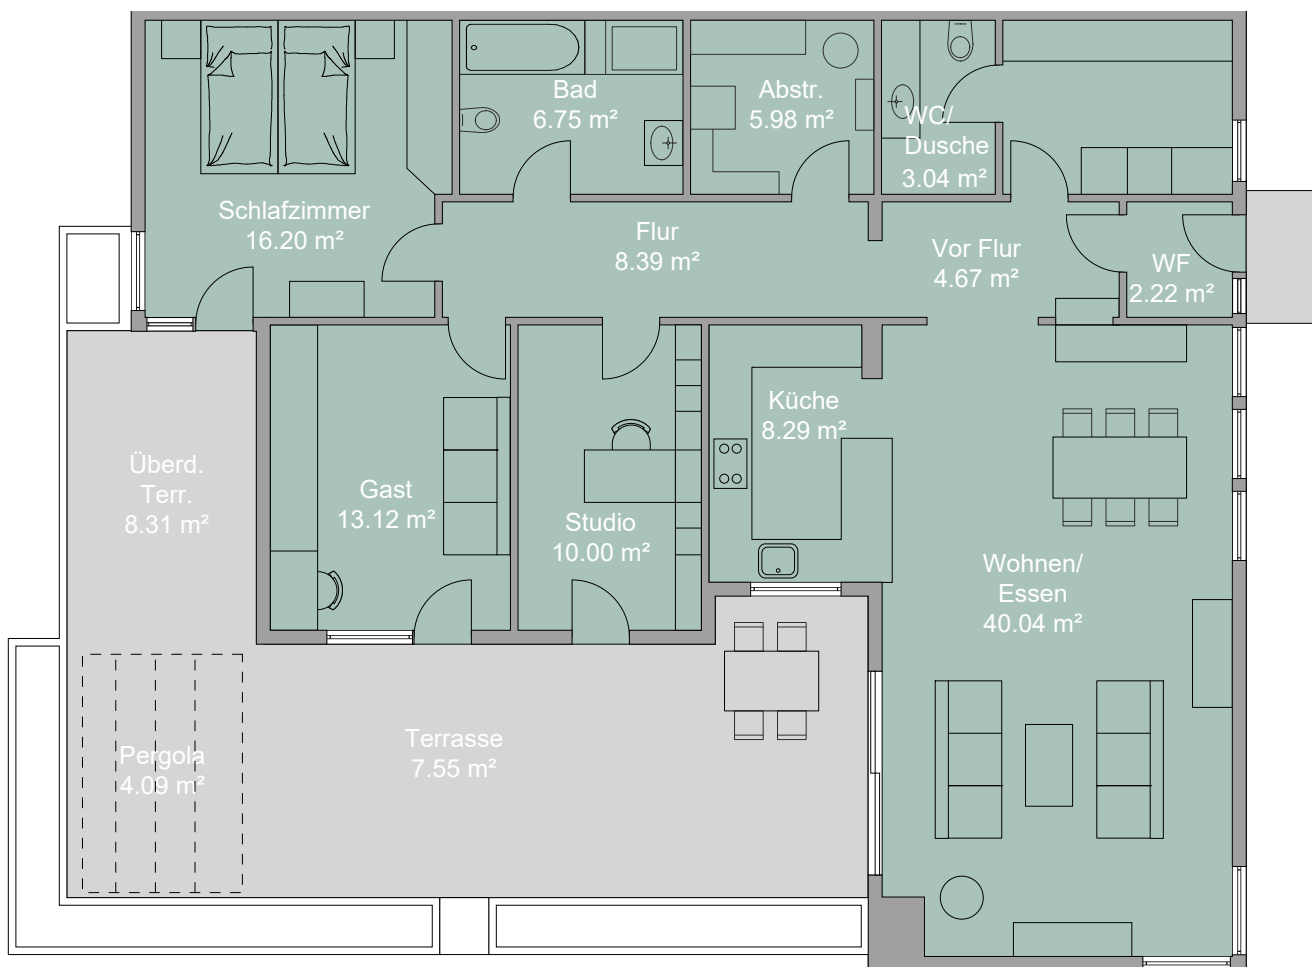 Bad
6.75 m²
Abstr.
5.98 m²
WC/
Dusche
3.04 m²
Schlafzimmer
16.20 m²
Flur
8.39 m²
Vor Flur
4.67 m²
WF
2.22 m²
Küche
8.29 m²
Überd.
Terr.
8.31 m²
Gast
13.12 m²
Studio
10.00 m²
Wohnen/
Essen
40.04 m²
Pergola
4.09 m²
Terrasse
7.55 m²